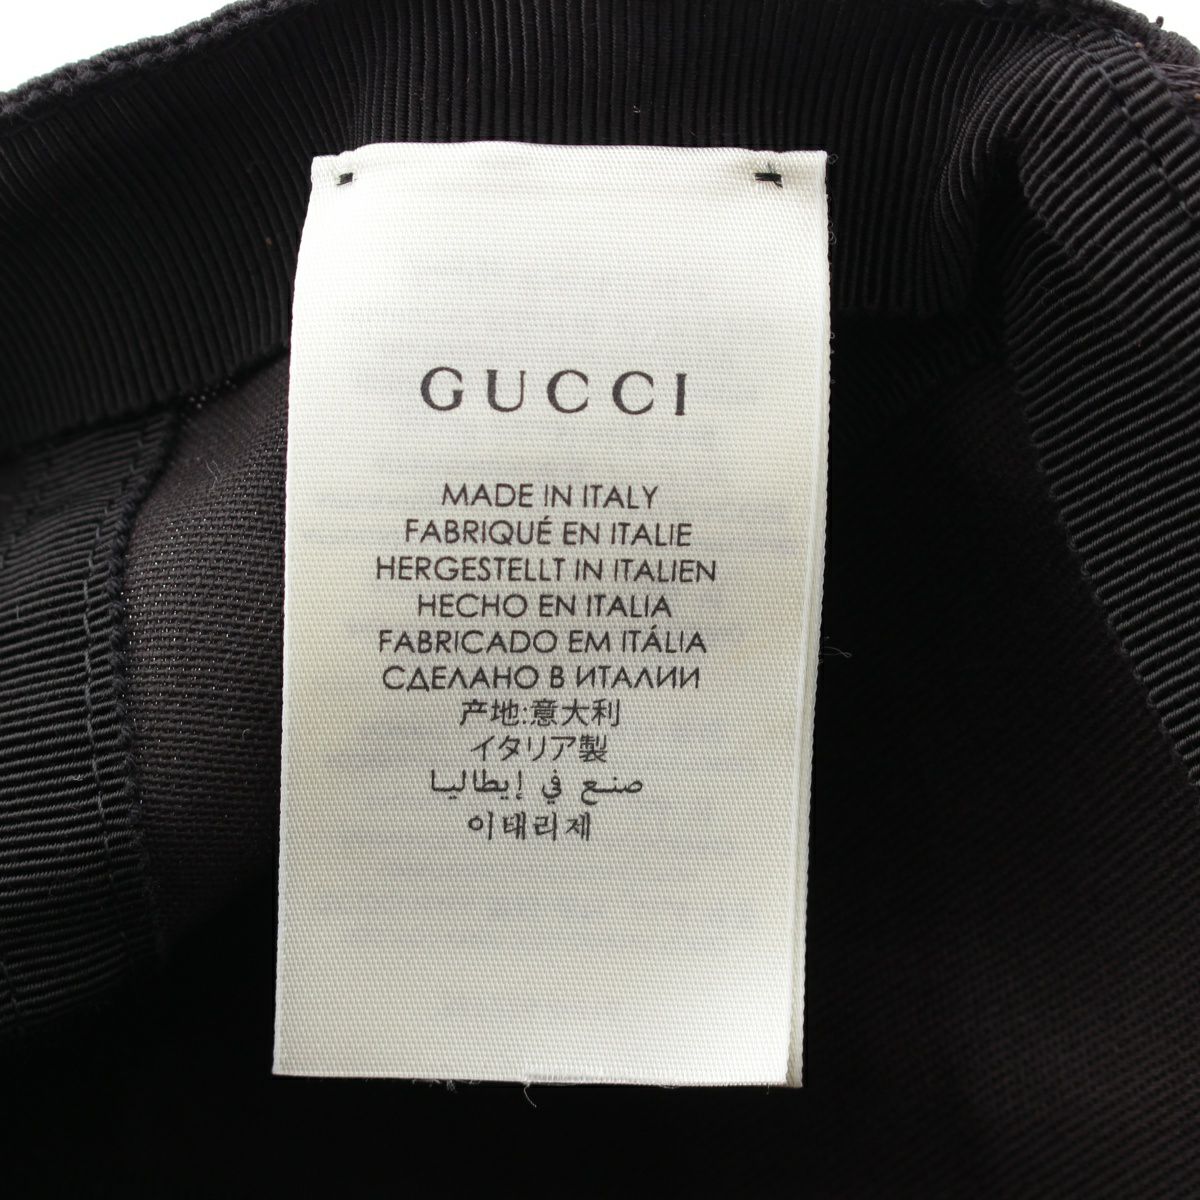 GUCCI
MADE IN ITALY
FABRIQUÉ EN ITALIE
HERGESTELLT IN ITALIEN
HECHO EN ITALIA
FABRICADO EM ITÁLIA
СДЕЛАНО В ИТАЛИИ
产地:意大利
イタリア製
صنع في إيطاليا
이태리제